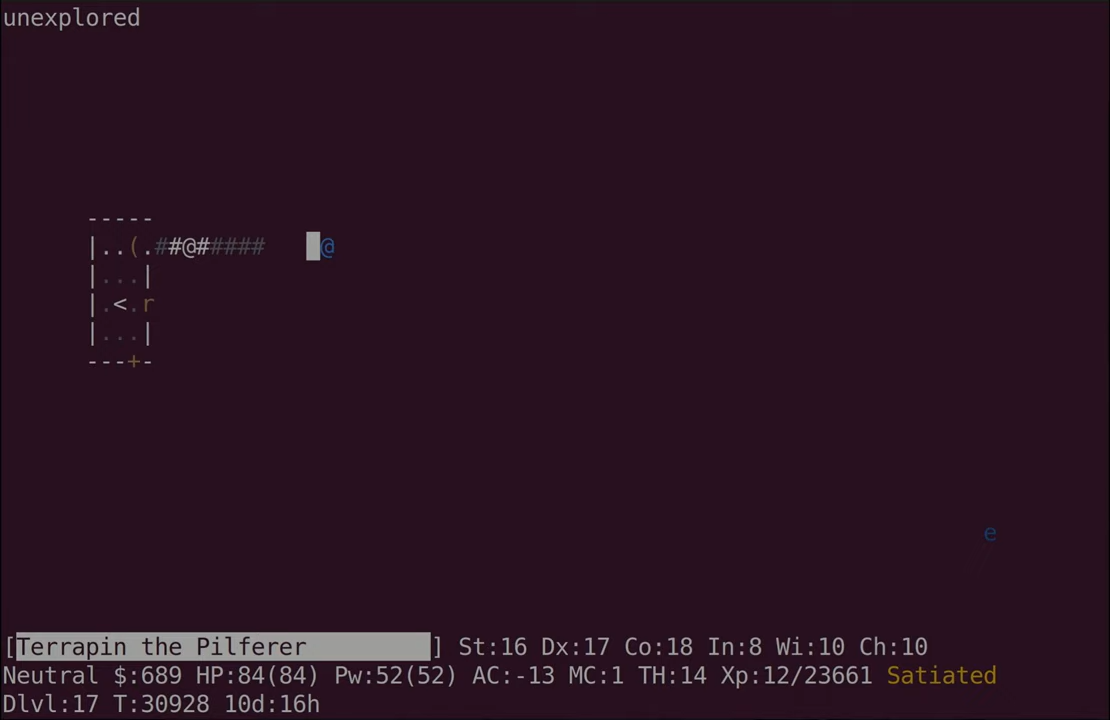 unexplored
-----
|..(.##@##### @
|...|
|.<.r
|...|
---+-
e
[Terrapin the Pilferer ] St:16 Dx:17 Co:18 In:8 Wi:10 Ch:10
Neutral $:689 HP:84(84) Pw:52(52) AC:-13 MC:1 TH:14 Xp:12/23661 Satiated
Dlvl:17 T:30928 10d:16h